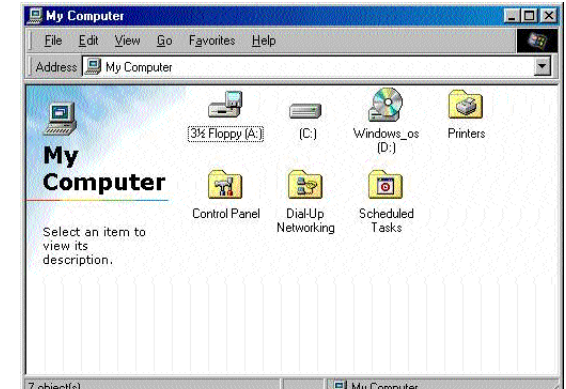 My Computer
File Edit View Go Favorites Help
Address My Computer
My
Computer
Select an item to
view its
description.
3½ Floppy (A:)
(C:)
Windows_os
(D:)
Printers
Control Panel
Dial-Up
Networking
Scheduled
Tasks
7 object(s)
My Computer